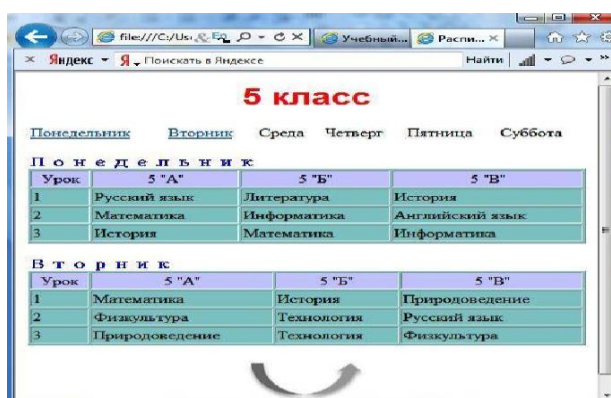 file:///C:/Us
Учебный...
Распи...
Яндекс
Я
Поискать в Яндексе
Найти
5 класс
Понедельник Вторник Среда Четверг Пятница Суббота
Понедельник
Урок 5 "А" 5 "Б" 5 "В"
1 Русский язык Литература История
2 Математика Информатика Английский язык
3 История Математика Информатика
Вторник
Урок 5 "А" 5 "Б" 5 "В"
1 Математика История Природоведение
2 Физкультура Технология Русский язык
3 Природоведение Технология Физкультура